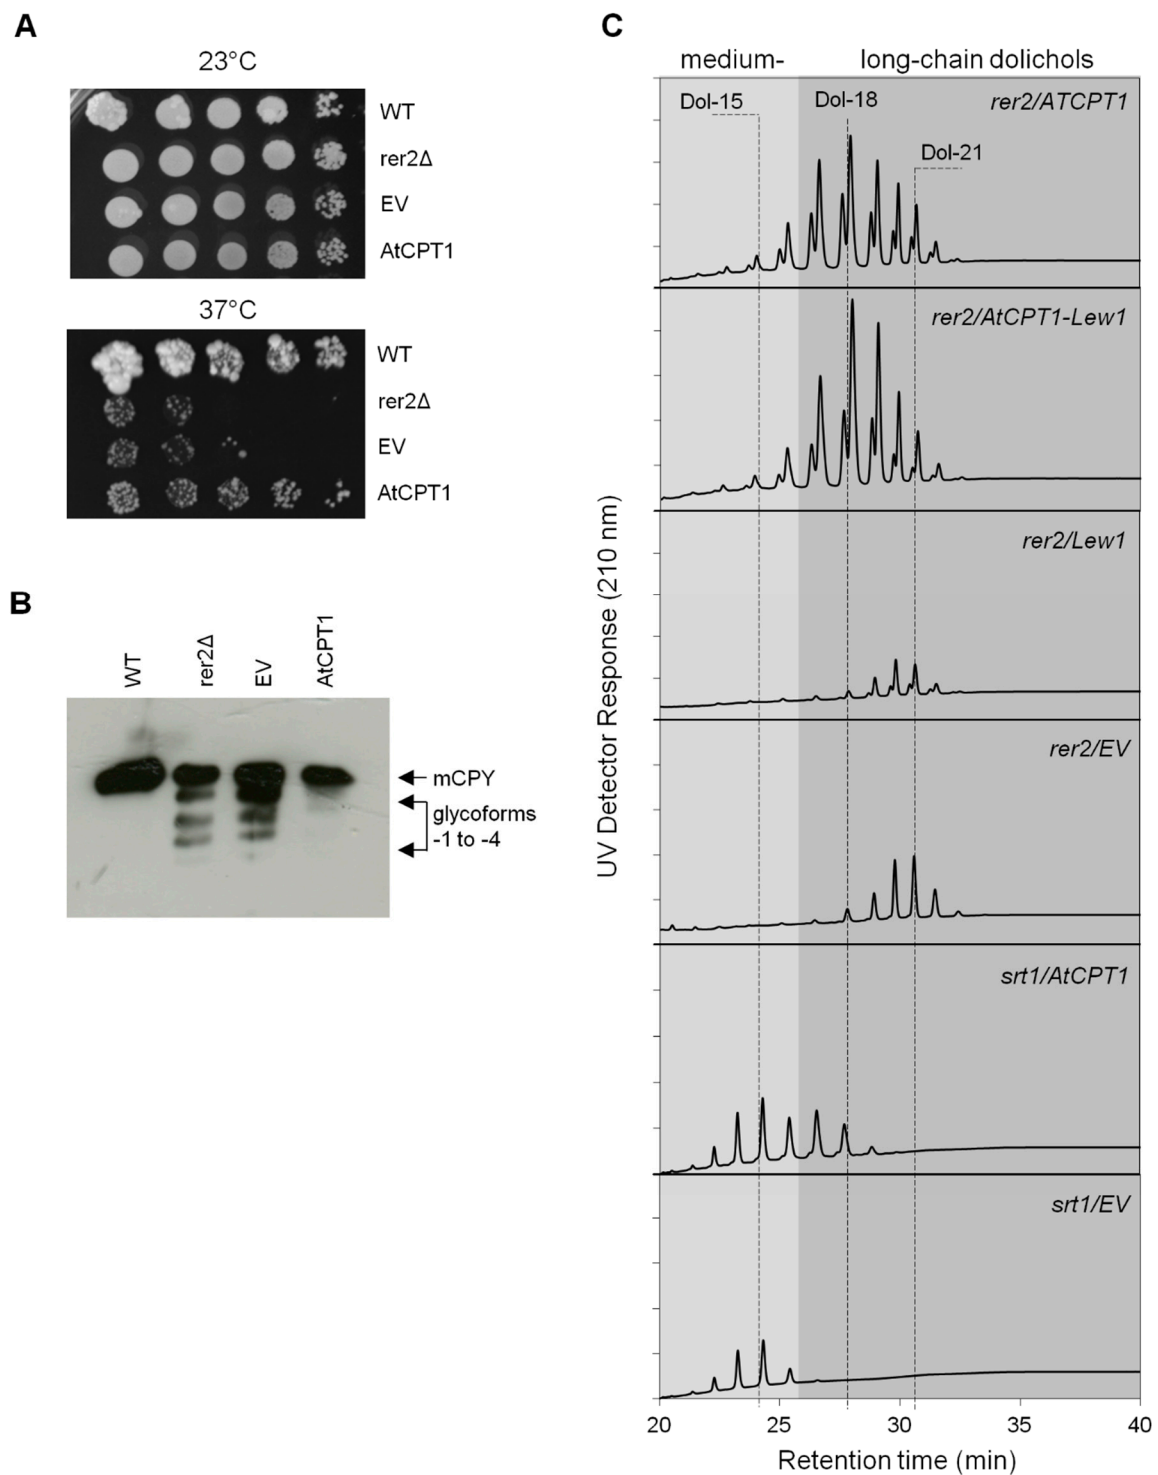 A
23°C
WT
rer2Δ
EV
AtCPT1
37°C
WT
rer2Δ
EV
AtCPT1
B
WT
rer2Δ
EV
AtCPT1
mCPY
glycoforms
-1 to -4
C
medium- long-chain dolichols
Dol-15 Dol-18 rer2/ATCPT1
Dol-21
rer2/AtCPT1-Lew1
rer2/Lew1
rer2/EV
srt1/AtCPT1
srt1/EV
UV Detector Response (210 nm)
20 25 30 35 40
Retention time (min)